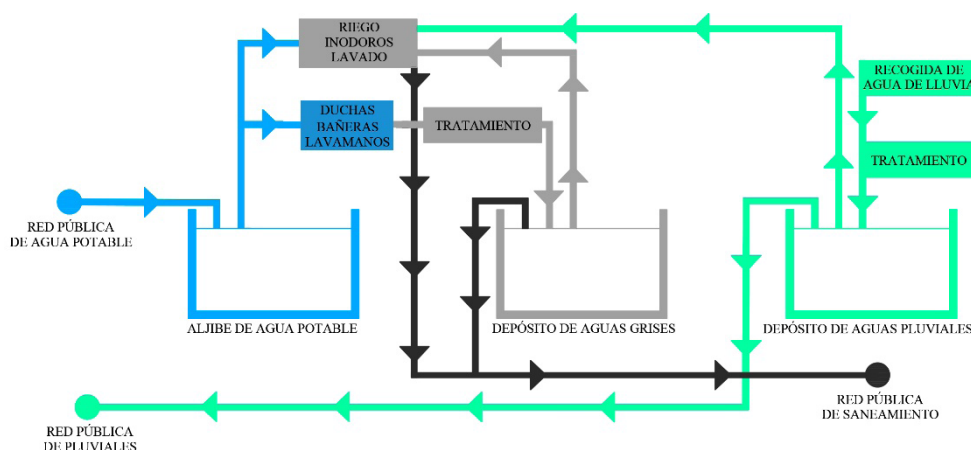 RIEGO
INODOROS
LAVADO
RECOGIDA DE
AGUA DE LLUVIA
DUCHAS
BAÑERAS
LAVAMANOS
TRATAMIENTO
TRATAMIENTO
RED PÚBLICA
DE AGUA POTABLE
ALJIBE DE AGUA POTABLE
DEPÓSITO DE AGUAS GRISES
DEPÓSITO DE AGUAS PLUVIALES
RED PÚBLICA
DE SANEAMIENTO
RED PÚBLICA
DE PLUVIALES